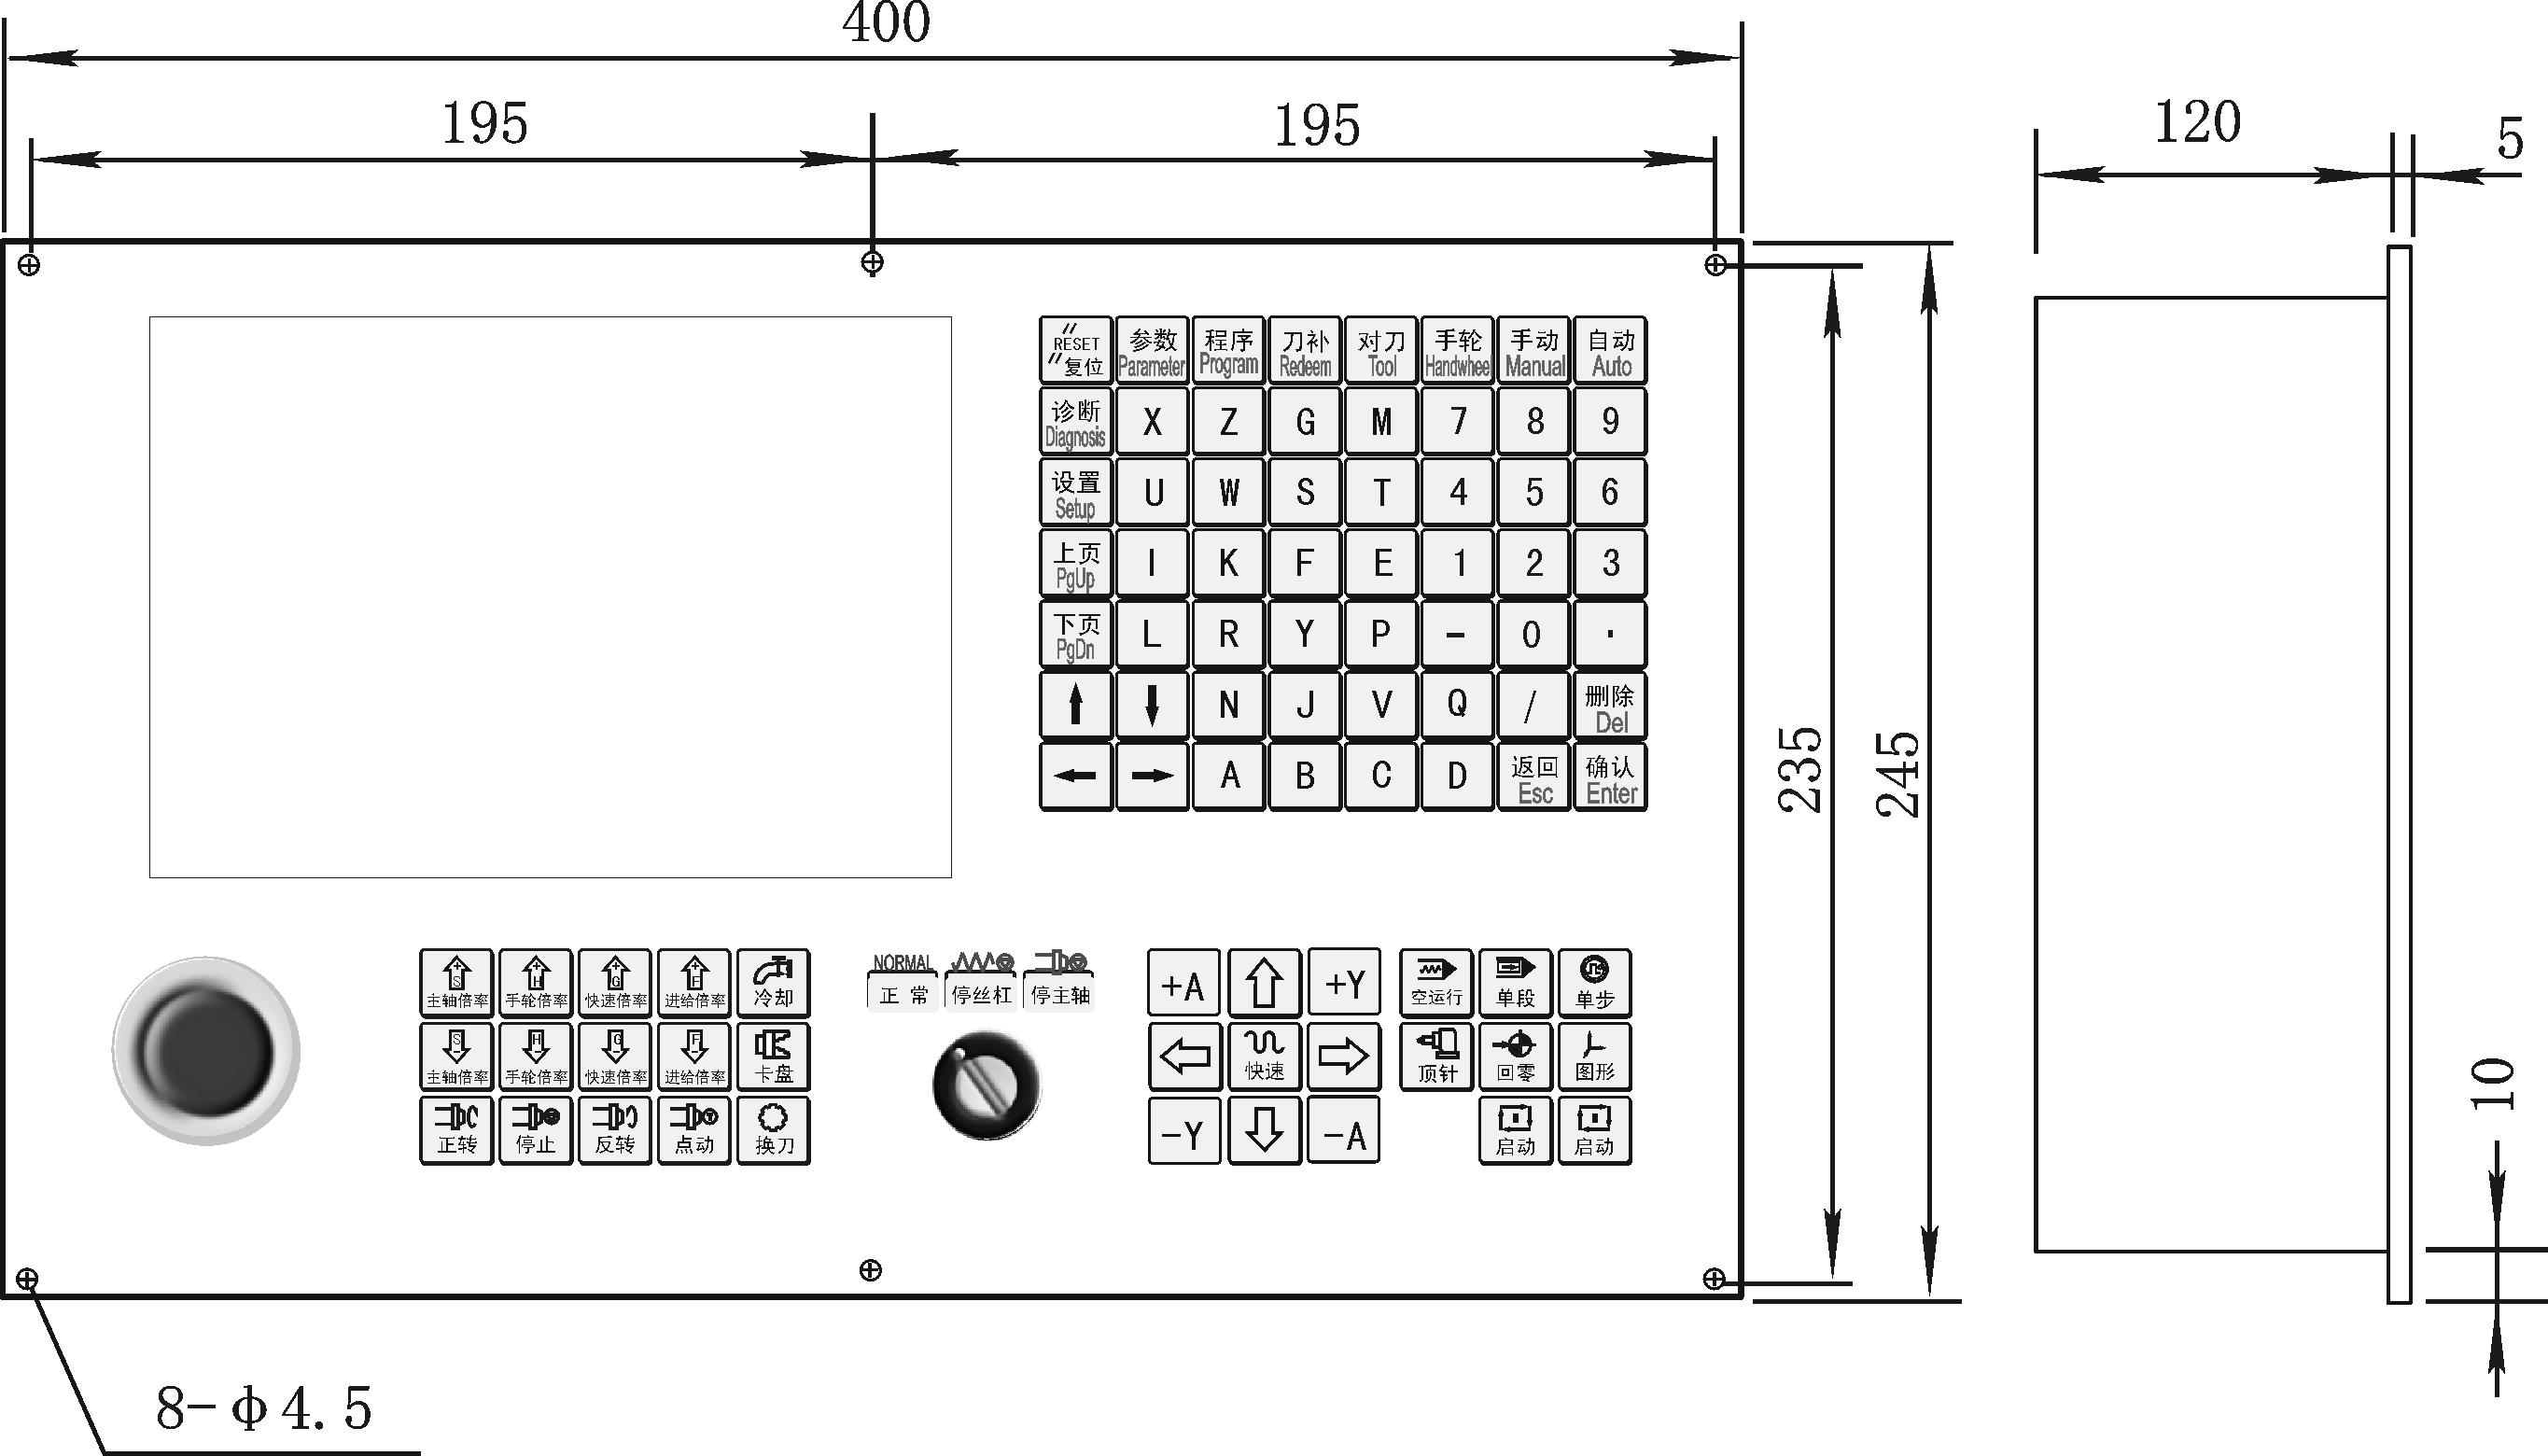 400
195
195
120
5
RESET
复位
参数
Parameter
程序
Program
刀补
Redeem
对刀
Tool
手轮
Handwheel
手动
Manual
自动
Auto
诊断
Diagnosis
X
Z
G
M
7
8
9
设置
Setup
U
W
S
T
4
5
6
上页
PgUp
I
K
F
E
1
2
3
下页
PgDn
L
R
Y
P
-
0
.
N
J
V
Q
/
删除
Del
A
B
C
D
返回
Esc
确认
Enter
235
245
S
主轴倍率
H
手轮倍率
G
快速倍率
F
进给倍率
冷却
NORMAL
正 常
停丝杠
停主轴
+A
+Y
空运行
单段
单步
S
主轴倍率
H
手轮倍率
G
快速倍率
F
进给倍率
卡盘
快速
顶针
回零
图形
正转
停止
反转
点动
换刀
-Y
-A
启动
启动
10
8-φ4.5